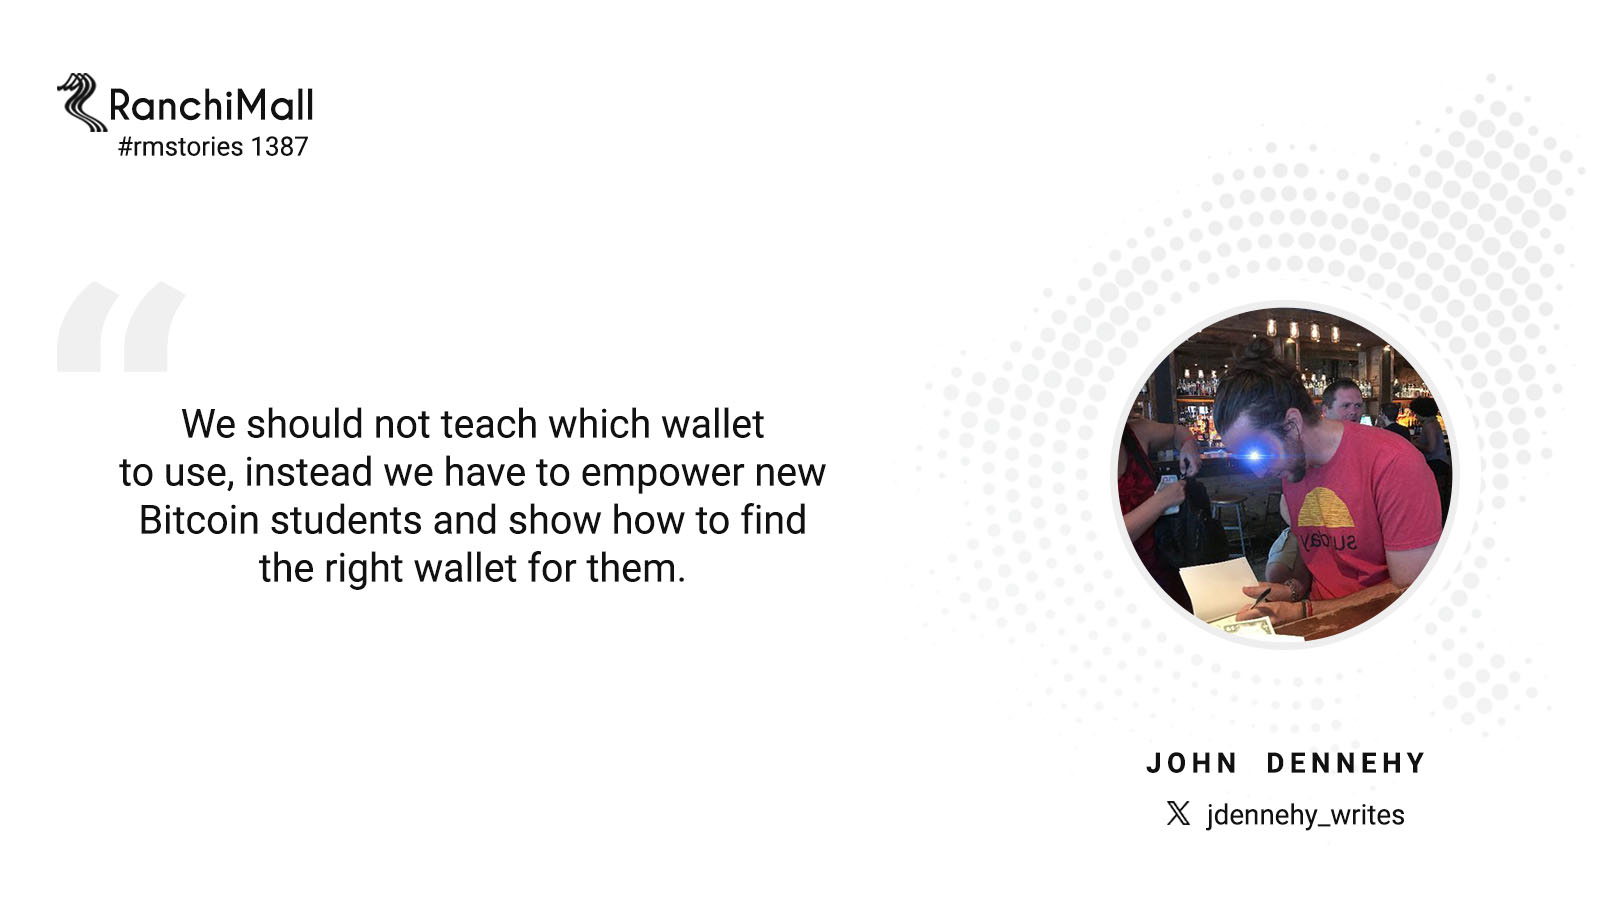 RanchiMall
#rmstories 1387
We should not teach which wallet
to use, instead we have to empower new
Bitcoin students and show how to find
the right wallet for them.
sunday
JOHN DENNEHY
jdennehy_writes